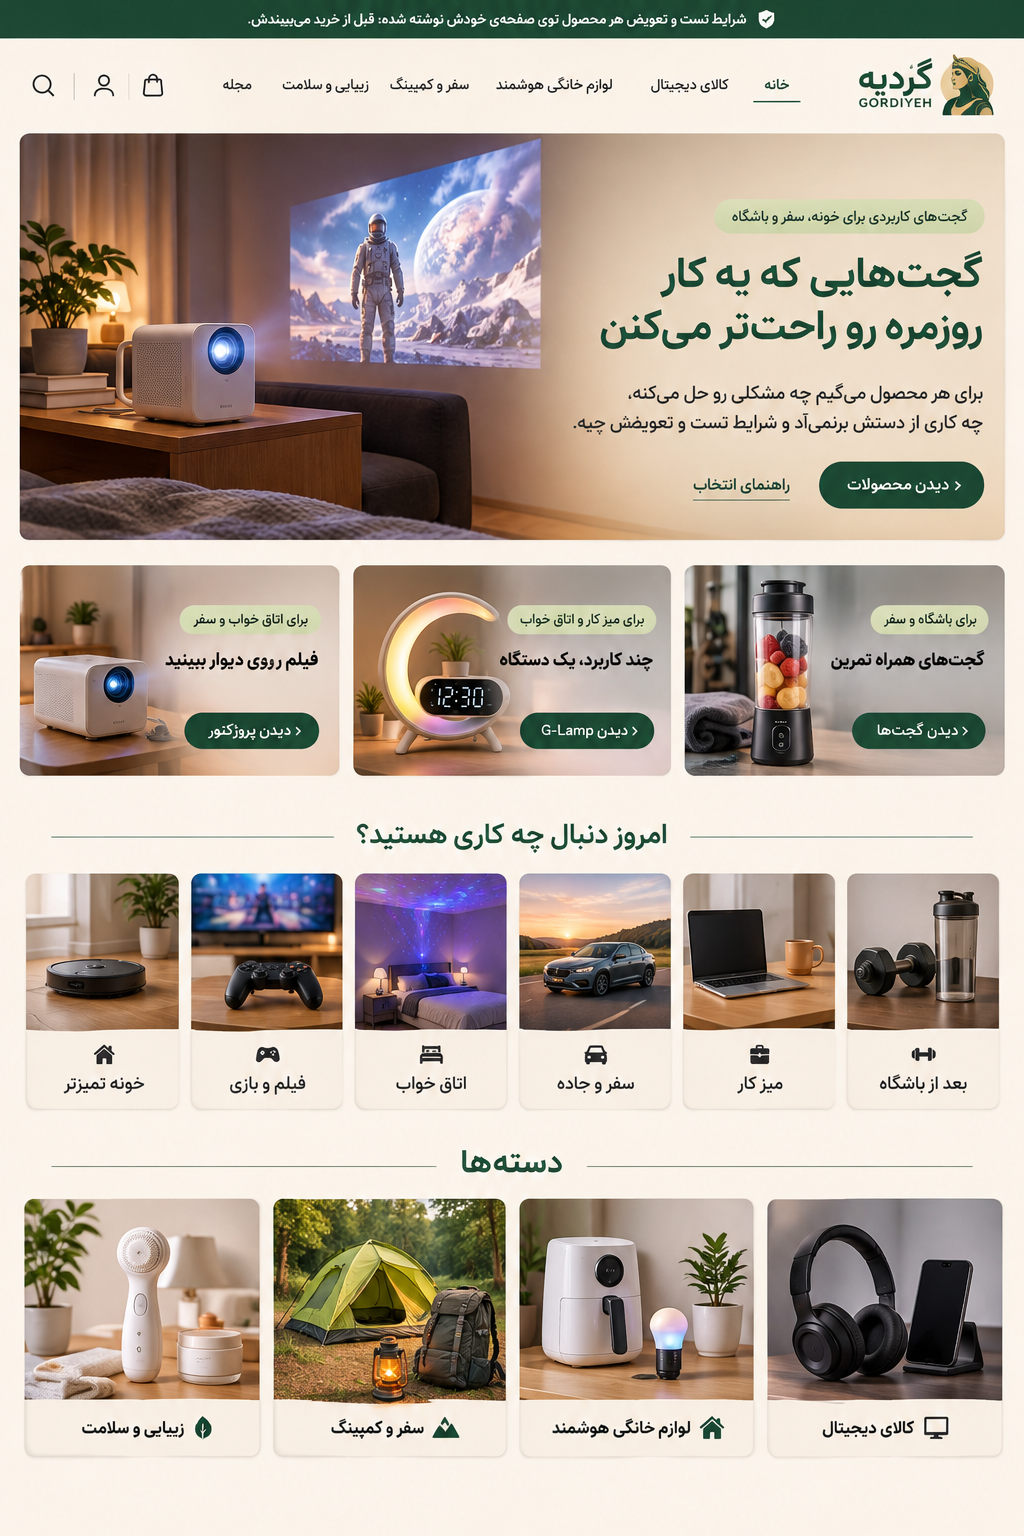 شرایط تست و تعویض هر محصول توی صفحه‌ی خودش نوشته شده: قبل از خرید می‌بینیدش.
گُردیه
GORDIYEH
خانه
کالای دیجیتال
لوازم خانگی هوشمند
سفر و کمپینگ
زیبایی و سلامت
مجله
گجت‌های کاربردی برای خونه، سفر و باشگاه
گجت‌هایی که یه کار
روزمره رو راحت‌تر می‌کنن
برای هر محصول می‌گیم چه مشکلی رو حل می‌کنه،
چه کاری از دستش برنمی‌آد و شرایط تست و تعویضش چیه.
دیدن محصولات
راهنمای انتخاب
برای باشگاه و سفر
گجت‌های همراه تمرین
دیدن گجت‌ها
برای میز کار و اتاق خواب
چند کاربرد، یک دستگاه
12:30
دیدن G-Lamp
برای اتاق خواب و سفر
فیلم روی دیوار ببینید
دیدن پروژکتور
امروز دنبال چه کاری هستید؟
بعد از باشگاه
میز کار
سفر و جاده
اتاق خواب
فیلم و بازی
خونه تمیزتر
دسته‌ها
کالای دیجیتال
لوازم خانگی هوشمند
سفر و کمپینگ
زیبایی و سلامت